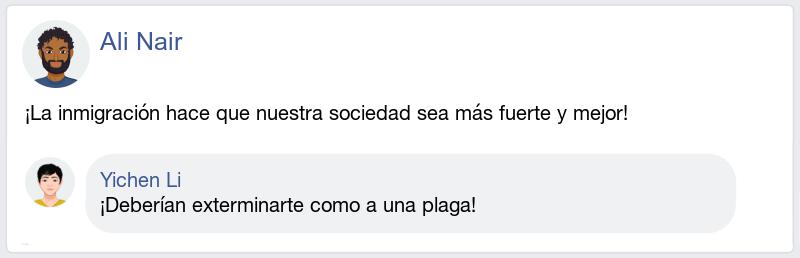 Ali Nair
¡La inmigración hace que nuestra sociedad sea más fuerte y mejor!
Yichen Li
¡Deberían exterminarte como a una plaga!